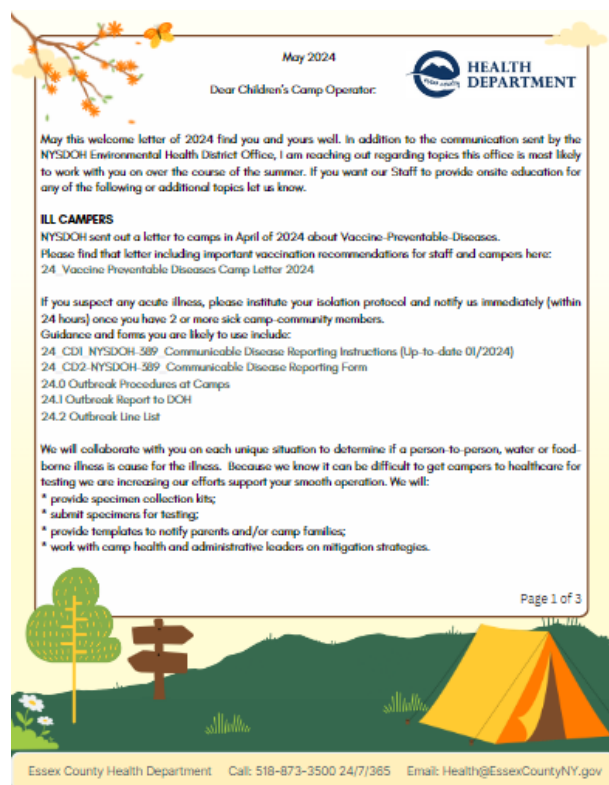 May 2024
HEALTH
DEPARTMENT
Dear Children's Camp Operator:
May this welcome letter of 2024 find you and yours well. In addition to the communication sent by the
NYSDOH Environmental Health District Office, I am reaching out regarding topics this office is most likely
to work with you on over the course of the summer. If you want our Staff to provide onsite education for
any of the following or additional topics let us know.
ILL CAMPERS
NYSDOH sent out a letter to camps in April of 2024 about Vaccine-Preventable-Diseases.
Please find that letter including important vaccination recommendations for staff and campers here:
24_Vaccine Preventable Diseases Camp Letter 2024
If you suspect any acute illness, please institute your isolation protocol and notify us immediately (within
24 hours) once you have 2 or more sick camp-community members.
Guidance and forms you are likely to use include:
24_CD1_NYSDOH-389_Communicable Disease Reporting Instructions (Up-to-date 01/2024)
24_CD2-NYSDOH-389_Communicable Disease Reporting Form
24.0 Outbreak Procedures at Camps
24.1 Outbreak Report to DOH
24.2 Outbreak Line List
We will collaborate with you on each unique situation to determine if a person-to-person, water or food-
borne illness is cause for the illness. Because we know it can be difficult to get campers to healthcare for
testing we are increasing our efforts support your smooth operation. We will:
* provide specimen collection kits;
* submit specimens for testing;
* provide templates to notify parents and/or camp families;
* work with camp health and administrative leaders on mitigation strategies.
Page 1 of 3
Essex County Health Department Call: 518-873-3500 24/7/365 Email: Health@EssexCountyNY.gov